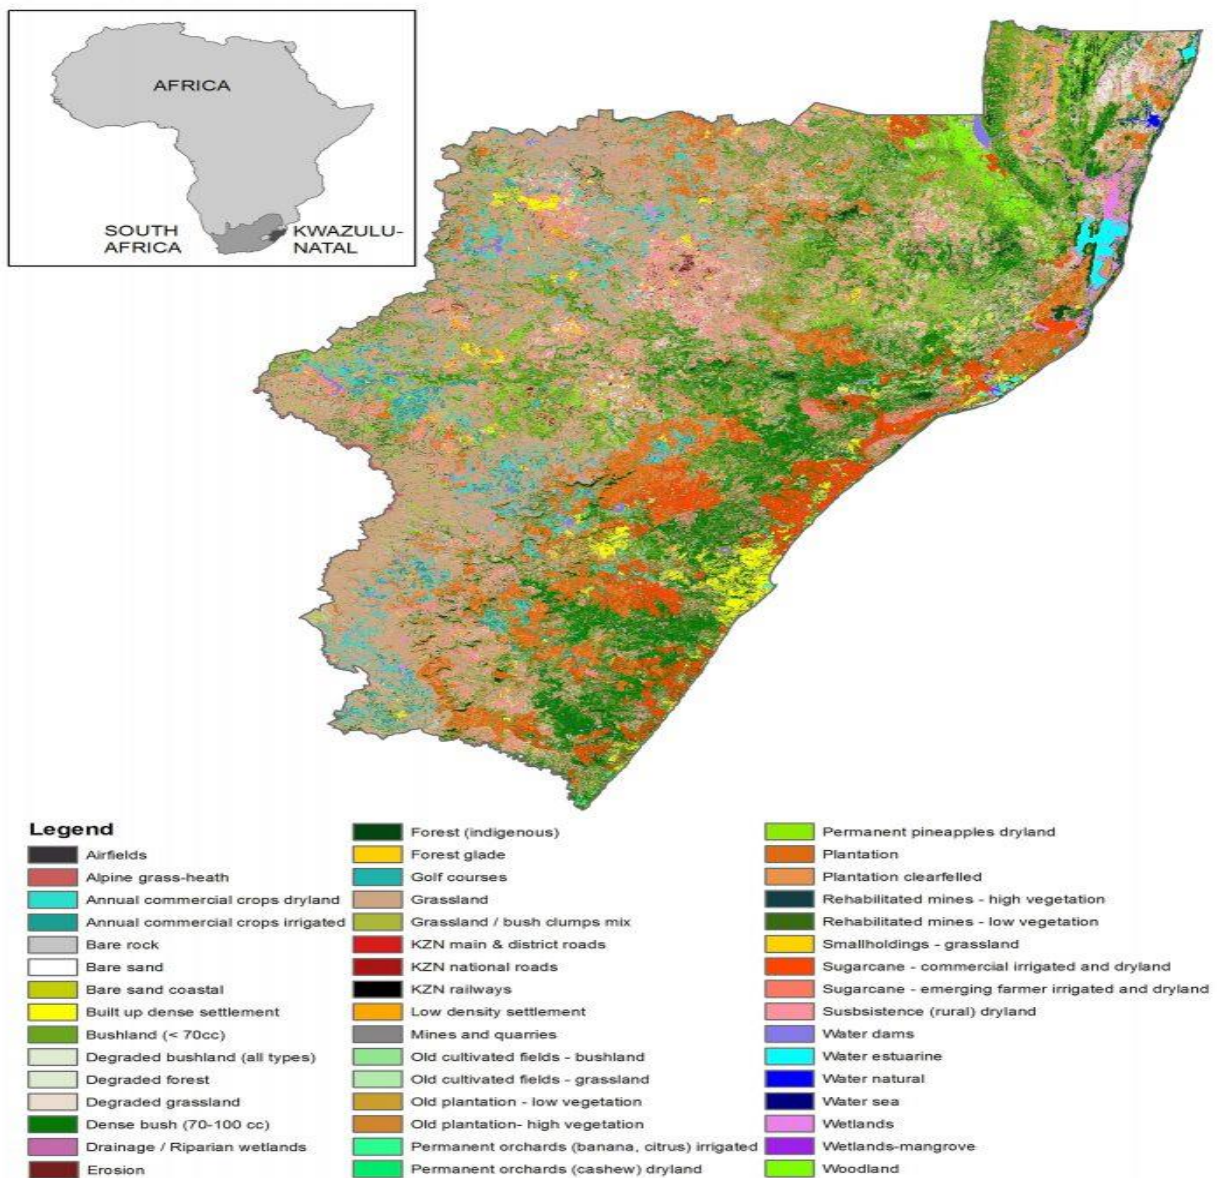 AFRICA
SOUTH
AFRICA
KWAZULU-
NATAL
Legend
Airfields
Alpine grass-heath
Annual commercial crops dryland
Annual commercial crops irrigated
Bare rock
Bare sand
Bare sand coastal
Built up dense settlement
Bushland (< 70cc)
Degraded bushland (all types)
Degraded forest
Degraded grassland
Dense bush (70-100 cc)
Drainage / Riparian wetlands
Erosion
Forest (indigenous)
Forest glade
Golf courses
Grassland
Grassland / bush clumps mix
KZN main & district roads
KZN national roads
KZN railways
Low density settlement
Mines and quarries
Old cultivated fields - bushland
Old cultivated fields - grassland
Old plantation - low vegetation
Old plantation- high vegetation
Permanent orchards (banana, citrus) irrigated
Permanent orchards (cashew) dryland
Permanent pineapples dryland
Plantation
Plantation clearfelled
Rehabilitated mines - high vegetation
Rehabilitated mines - low vegetation
Smallholdings - grassland
Sugarcane - commercial irrigated and dryland
Sugarcane - emerging farmer irrigated and dryland
Susbsistence (rural) dryland
Water dams
Water estuarine
Water natural
Water sea
Wetlands
Wetlands-mangrove
Woodland